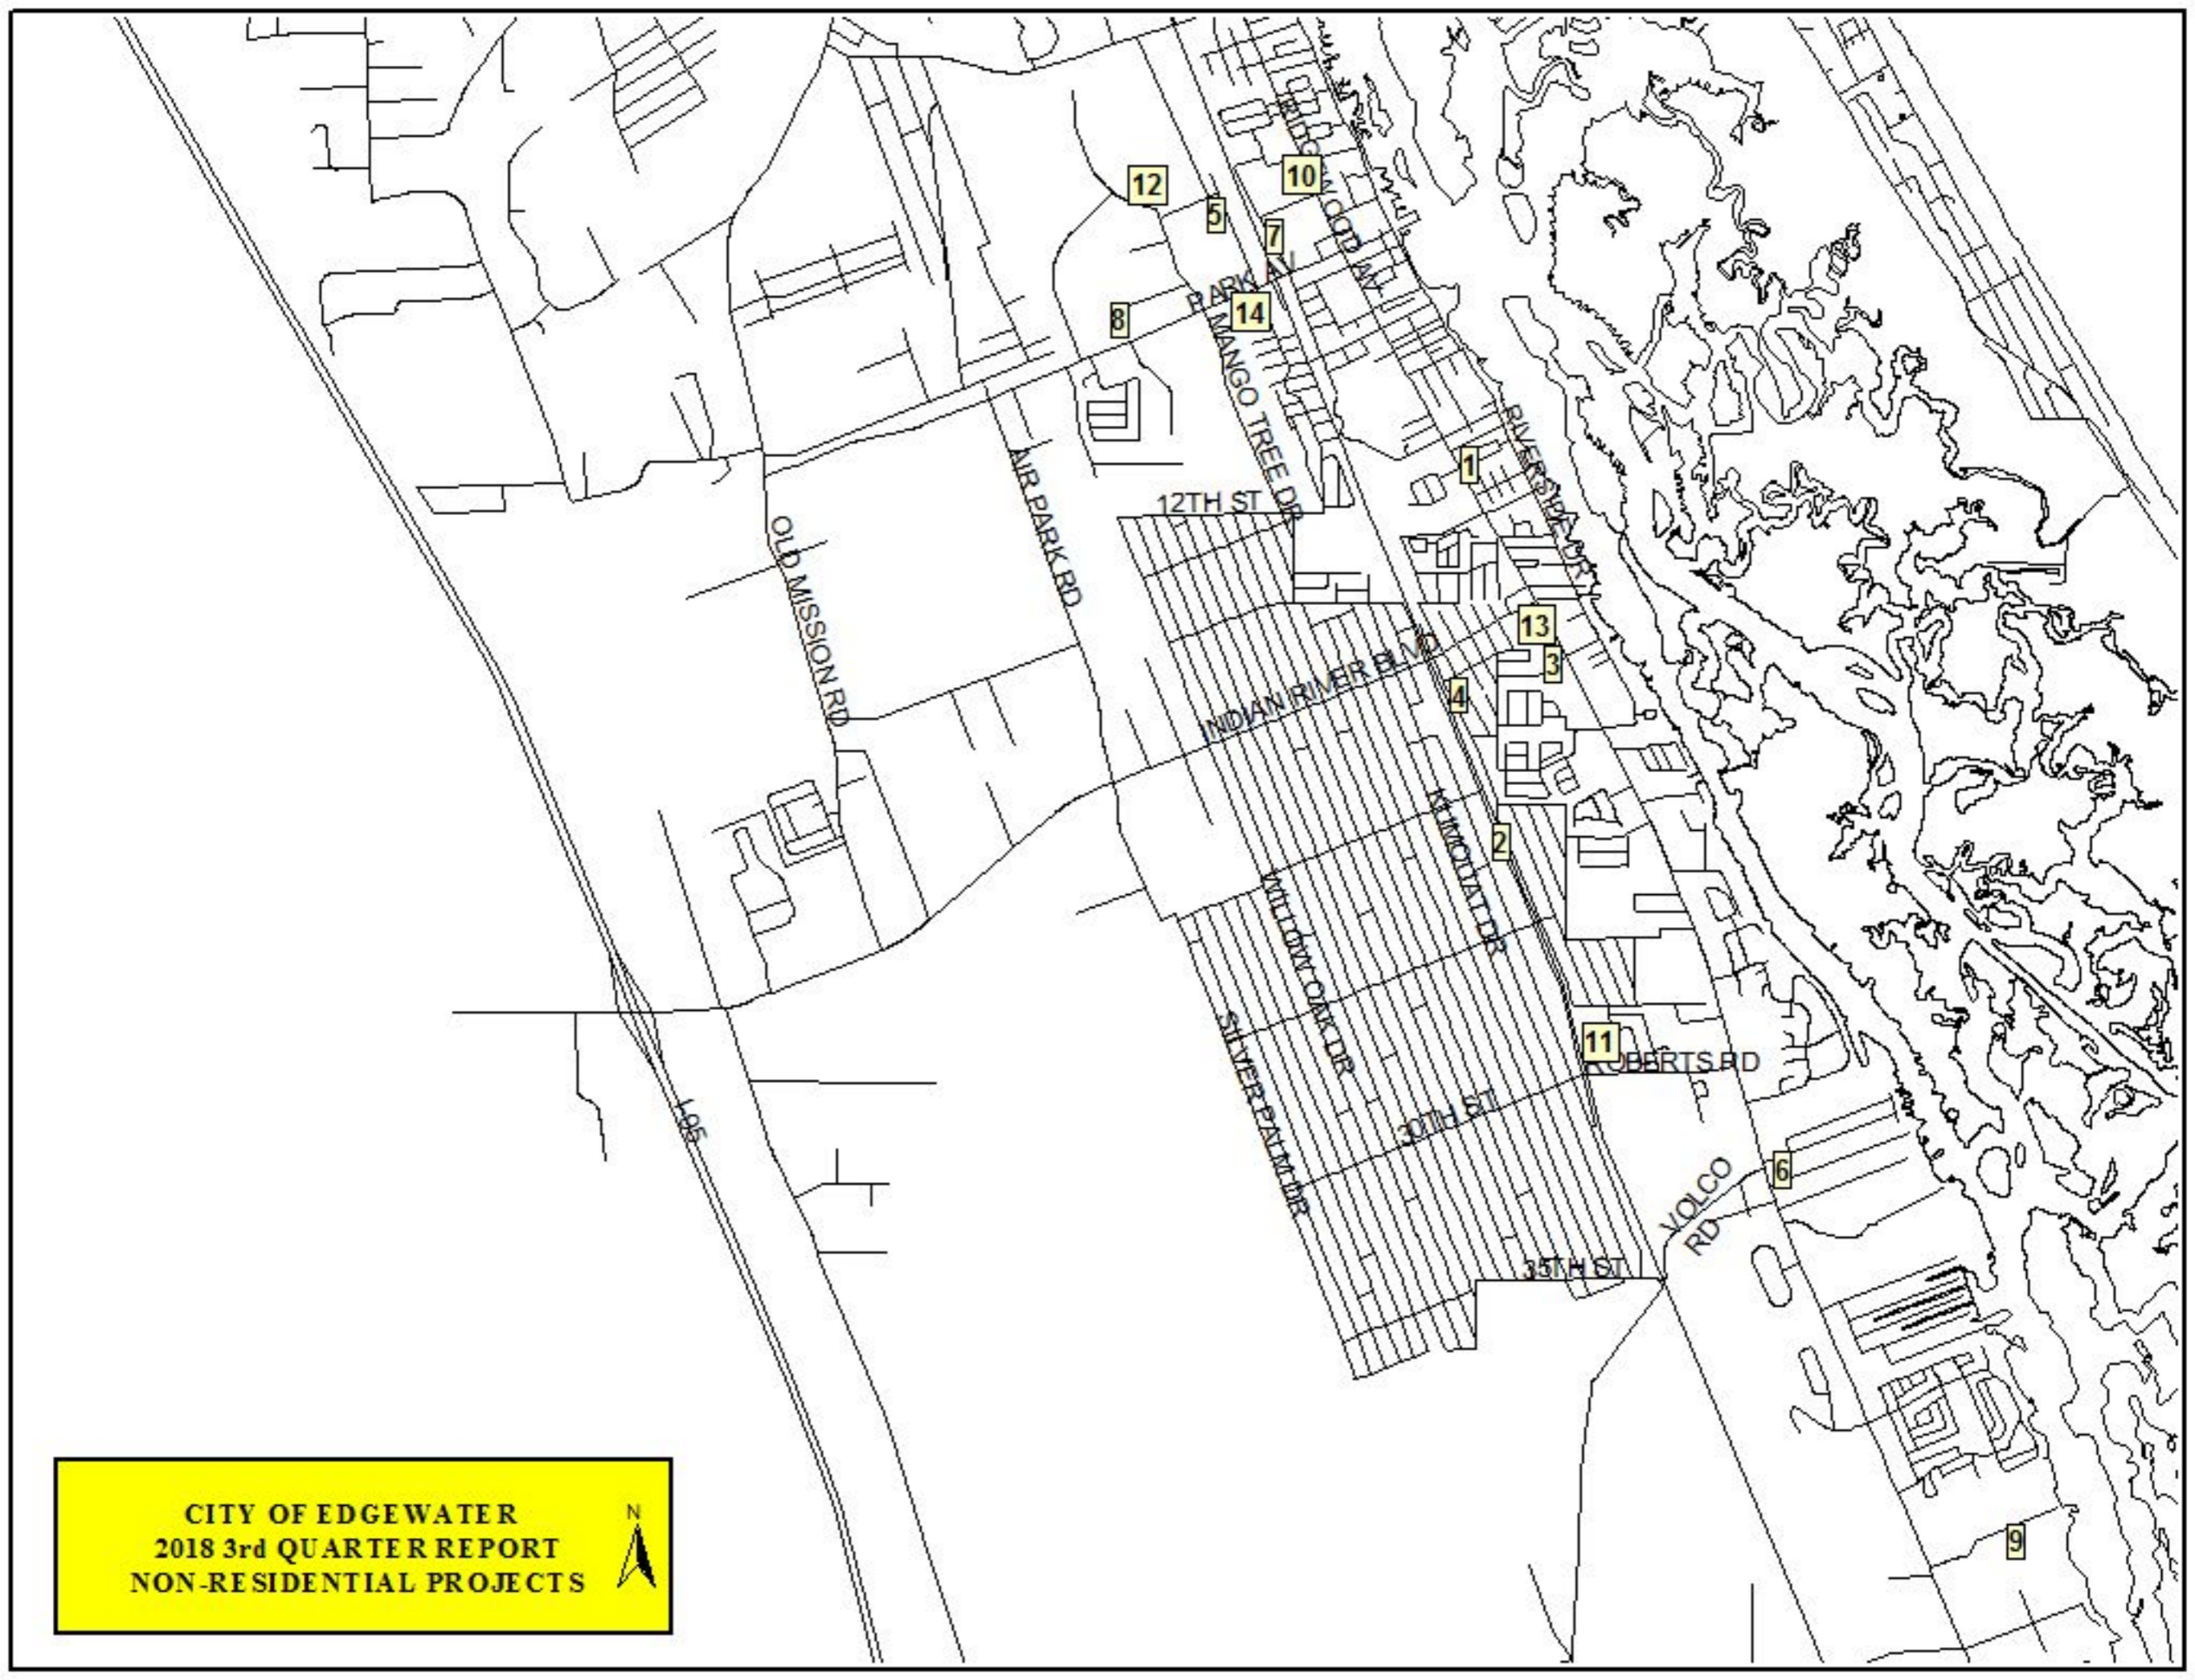 RIDGEWOOD AV
10
12
5
7
PARK AV
14
8
MANGO TREE DR
RIVERSIDE DR
1
AIR PARK RD
12TH ST
OLD MISSION RD
13
3
INDIAN RIVER BLVD
4
KUMQUAT DR
2
WILLOW OAK DR
SILVER PALM DR
11
ROBERTS RD
I-95
30TH ST
6
VOLCO
RD
35TH ST
CITY OF EDGEWATER
2018 3rd QUARTER REPORT
NON-RESIDENTIAL PROJECTS
N
9